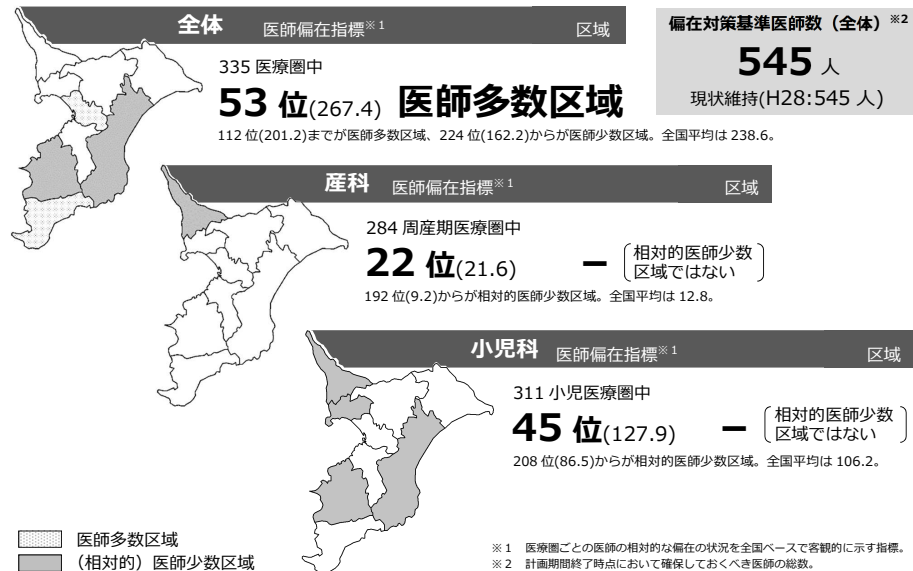 全体 医師偏在指標※1 区域
偏在対策基準医師数（全体）※2
545 人
現状維持(H28:545 人)
335 医療圏中
53 位(267.4) 医師多数区域
112 位(201.2)までが医師多数区域、224 位(162.2)からが医師少数区域。全国平均は 238.6。
産科 医師偏在指標※1 区域
284 周産期医療圏中
22 位(21.6) ー 相対的医師少数
区域ではない
192 位(9.2)からが相対的医師少数区域。全国平均は 12.8。
小児科 医師偏在指標※1 区域
311 小児医療圏中
45 位(127.9) ー 相対的医師少数
区域ではない
208 位(86.5)からが相対的医師少数区域。全国平均は 106.2。
医師多数区域
（相対的）医師少数区域
※1 医療圏ごとの医師の相対的な偏在の状況を全国ベースで客観的に示す指標。
※2 計画期間終了時点において確保しておくべき医師の総数。